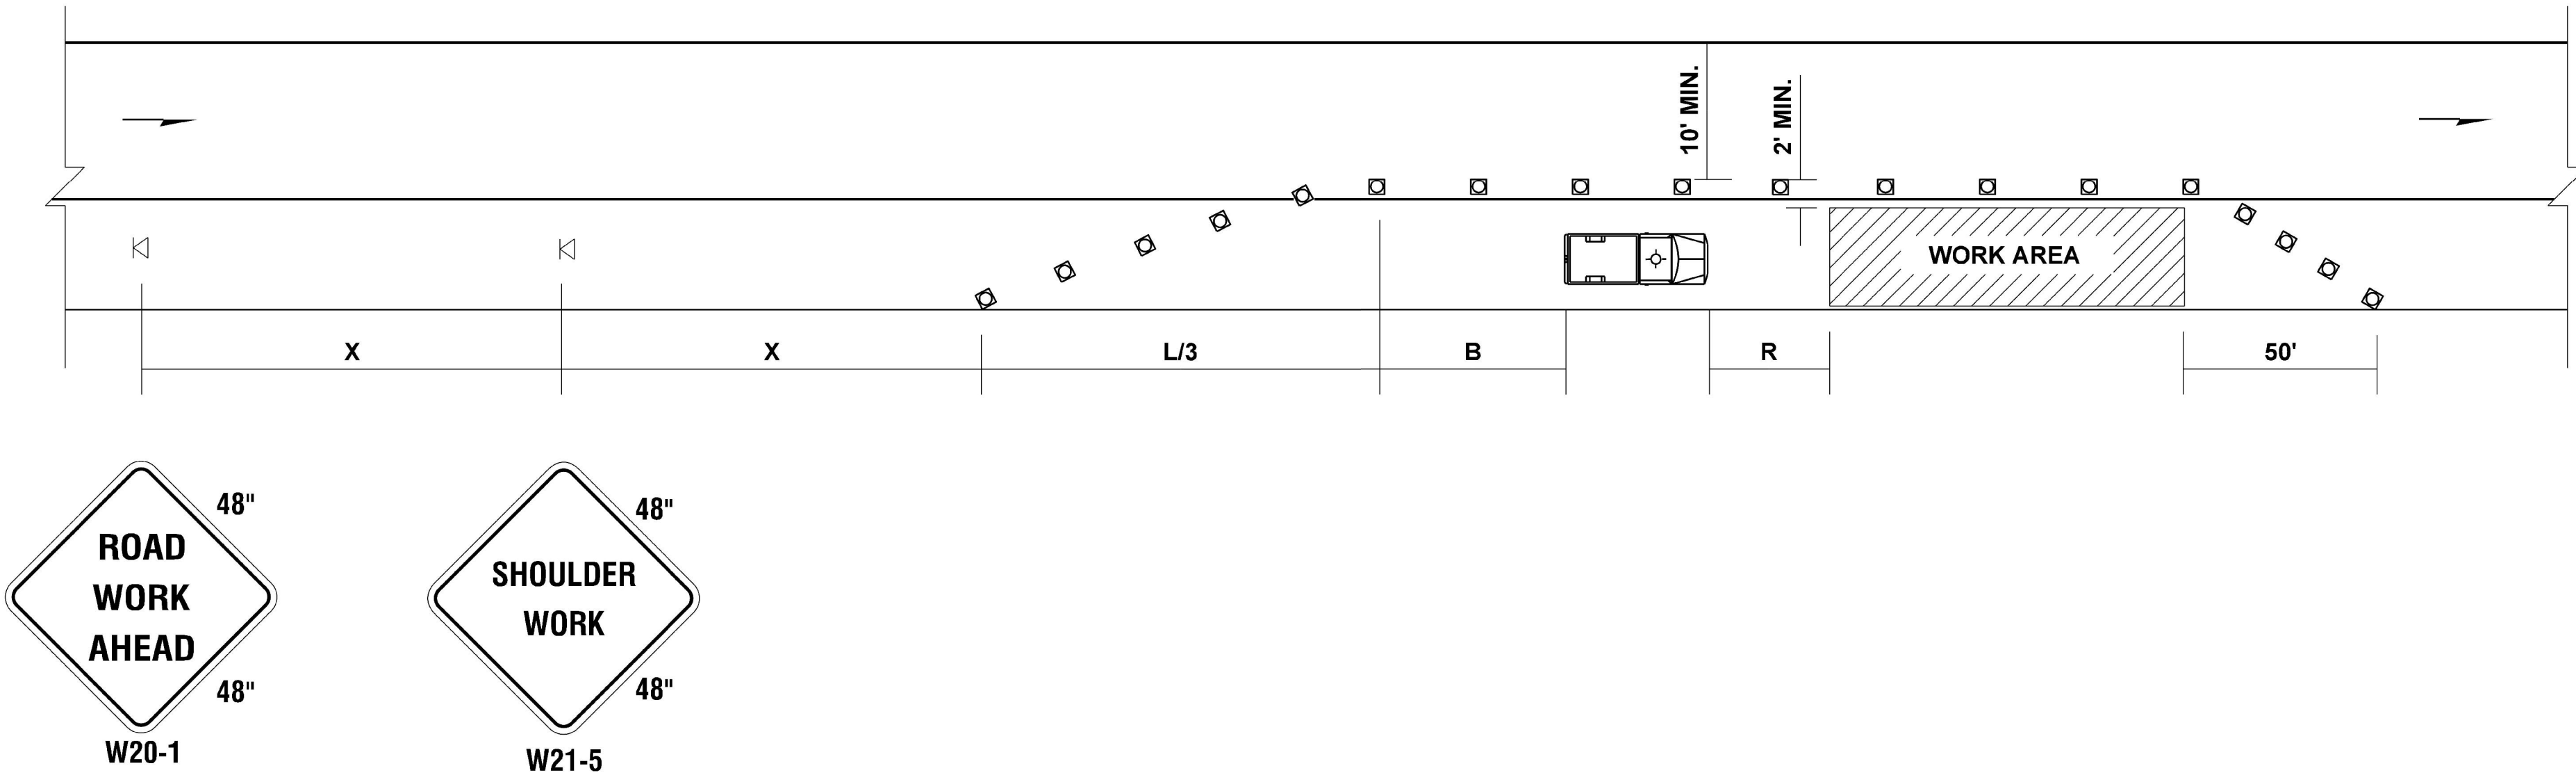 10' MIN.
2' MIN.
WORK AREA
X
X
L/3
B
R
50'
ROAD
WORK
AHEAD
48"
48"
W20-1
SHOULDER
WORK
48"
48"
W21-5